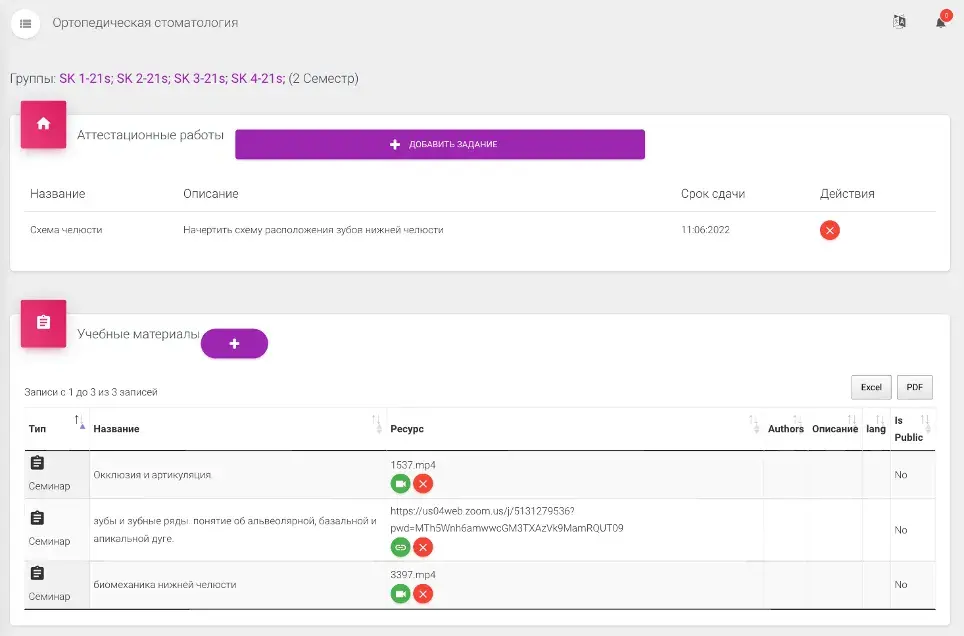 Ортопедическая стоматология
0
Группы: SK 1-21s; SK 2-21s; SK 3-21s; SK 4-21s; (2 Семестр)
Аттестационные работы
ДОБАВИТЬ ЗАДАНИЕ
Название Описание Срок сдачи Действия
Схема челюсти Начертить схему расположения зубов нижней челюсти 11:06:2022
Учебные материалы
Записи с 1 до 3 из 3 записей
Excel PDF
Тип Название Ресурс Authors Описание lang Is
Public
1537.mp4
Окклюзия и артикуляция. No
Семинар
https://us04web.zoom.us/j/5131279536?
зубы и зубные ряды. понятие об альвеолярной, базальной и
pwd=MTh5Wnh6amwwcGM3TXAzVk9MamRQUT09
No
апикальной дуге.
Семинар
3397.mp4
биомеханика нижней челюсти No
Семинар